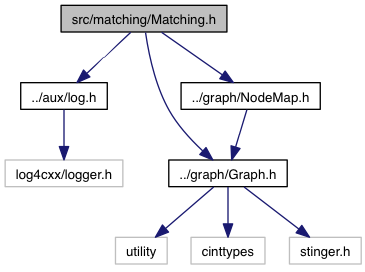 src/matching/Matching.h
../aux/log.h
../graph/NodeMap.h
log4cxx/logger.h
../graph/Graph.h
utility
cinttypes
stinger.h